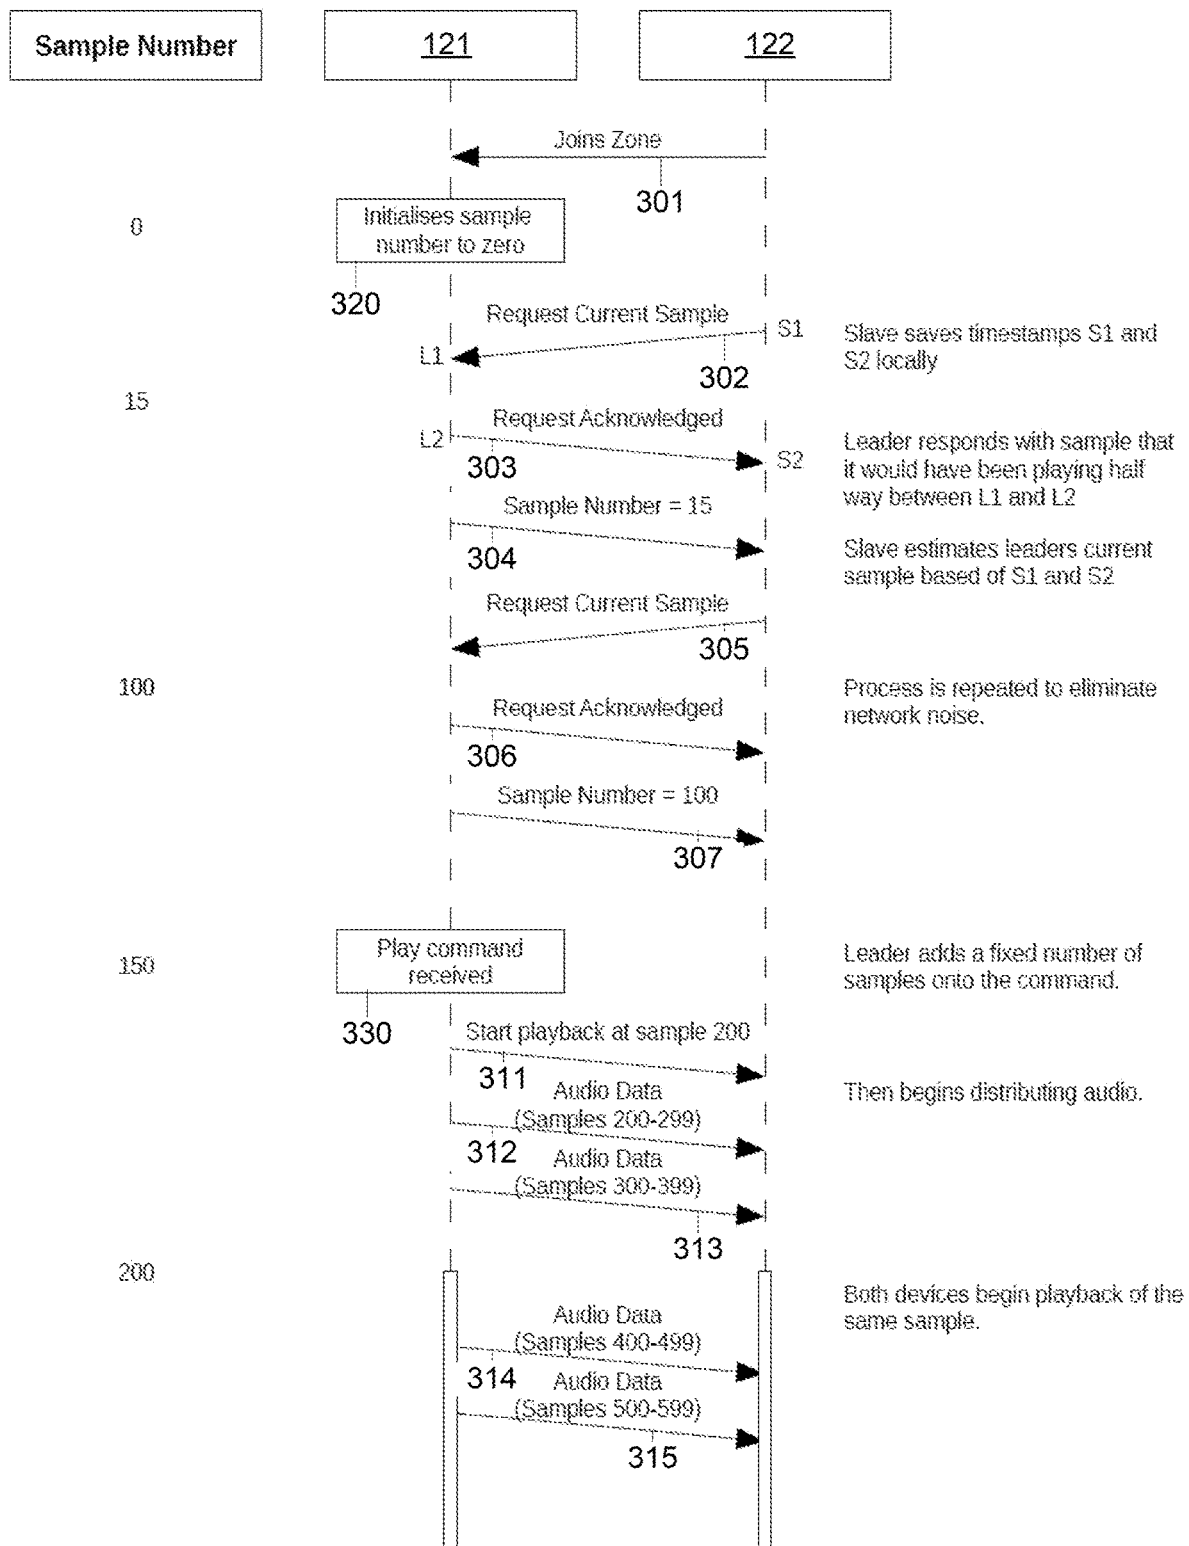 Sample Number
121
122
Joins Zone
301
0
Initialises sample
number to zero
320
Request Current Sample
S1
L1
302
Slave saves timestamps S1 and
S2 locally
15
Request Acknowledged
L2
303
S2
Leader responds with sample that
it would have been playing half
way between L1 and L2
Sample Number = 15
304
Slave estimates leaders current
sample based of S1 and S2
Request Current Sample
305
100
Process is repeated to eliminate
network noise.
Request Acknowledged
306
Sample Number = 100
307
150
Play command
received
330
Leader adds a fixed number of
samples onto the command.
Start playback at sample 200
311
Audio Data
(Samples 200-299)
312
Then begins distributing audio.
Audio Data
(Samples 300-399)
313
200
Both devices begin playback of the
same sample.
Audio Data
(Samples 400-499)
314
Audio Data
(Samples 500-599)
315